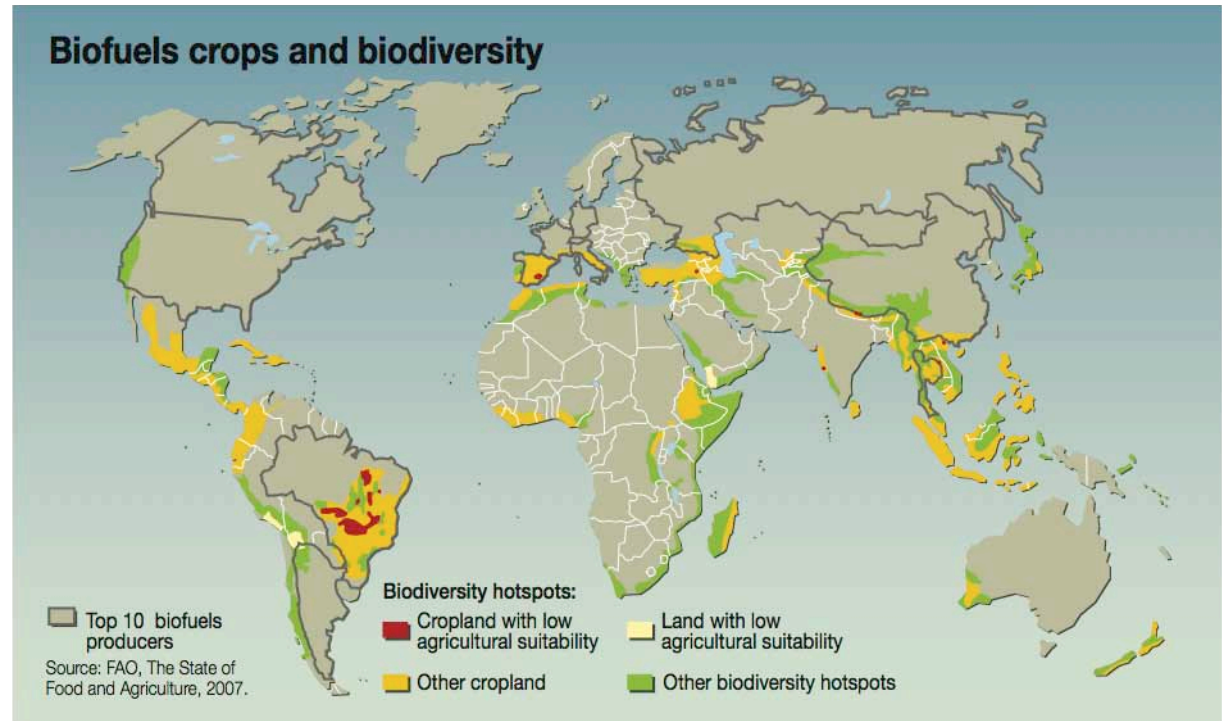 Biofuels crops and biodiversity
Top 10 biofuels
producers
Source: FAO, The State of
Food and Agriculture, 2007.
Biodiversity hotspots:
Cropland with low
agricultural suitability
Other cropland
Land with low
agricultural suitability
Other biodiversity hotspots